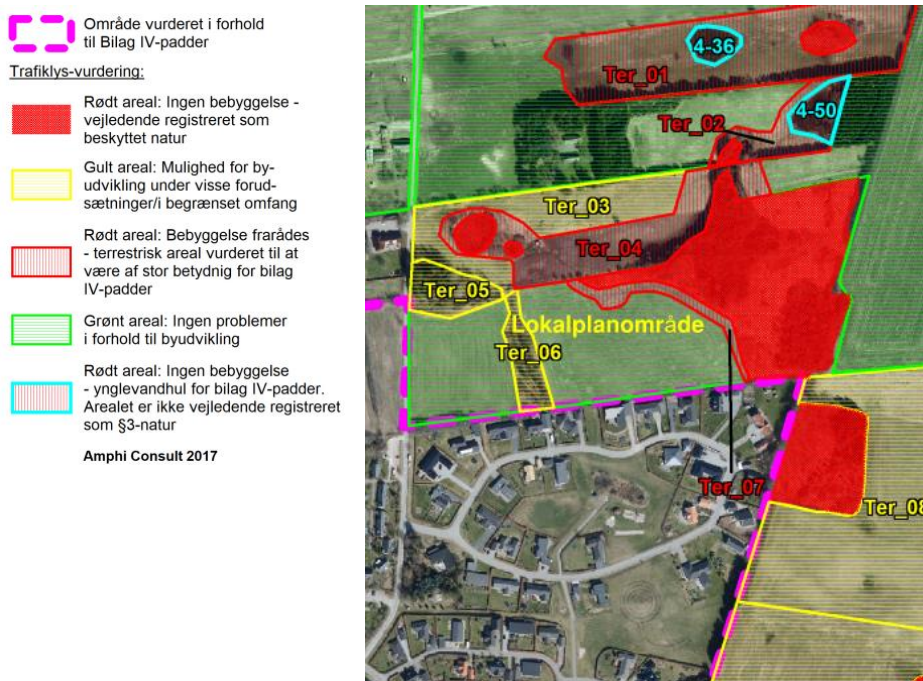 Område vurderet i forhold
til Bilag IV-padder
Trafiklys-vurdering:
Rødt areal: Ingen bebyggelse -
vejledende registreret som
beskyttet natur
Gult areal: Mulighed for by-
udvikling under visse forud-
sætninger/i begrænset omfang
Rødt areal: Bebyggelse frarådes
- terrestrisk areal vurderet til at
være af stor betydnig for bilag
IV-padder
Grønt areal: Ingen problemer
i forhold til byudvikling
Rødt areal: Ingen bebyggelse
- ynglevandhul for bilag IV-padder.
Arealet er ikke vejledende registreret
som §3-natur
Amphi Consult 2017
4-36
Ter_01
4-50
Ter_02
Ter_03
Ter_04
Ter_05
Lokalplanområde
Ter_06
Ter_07
Ter_08